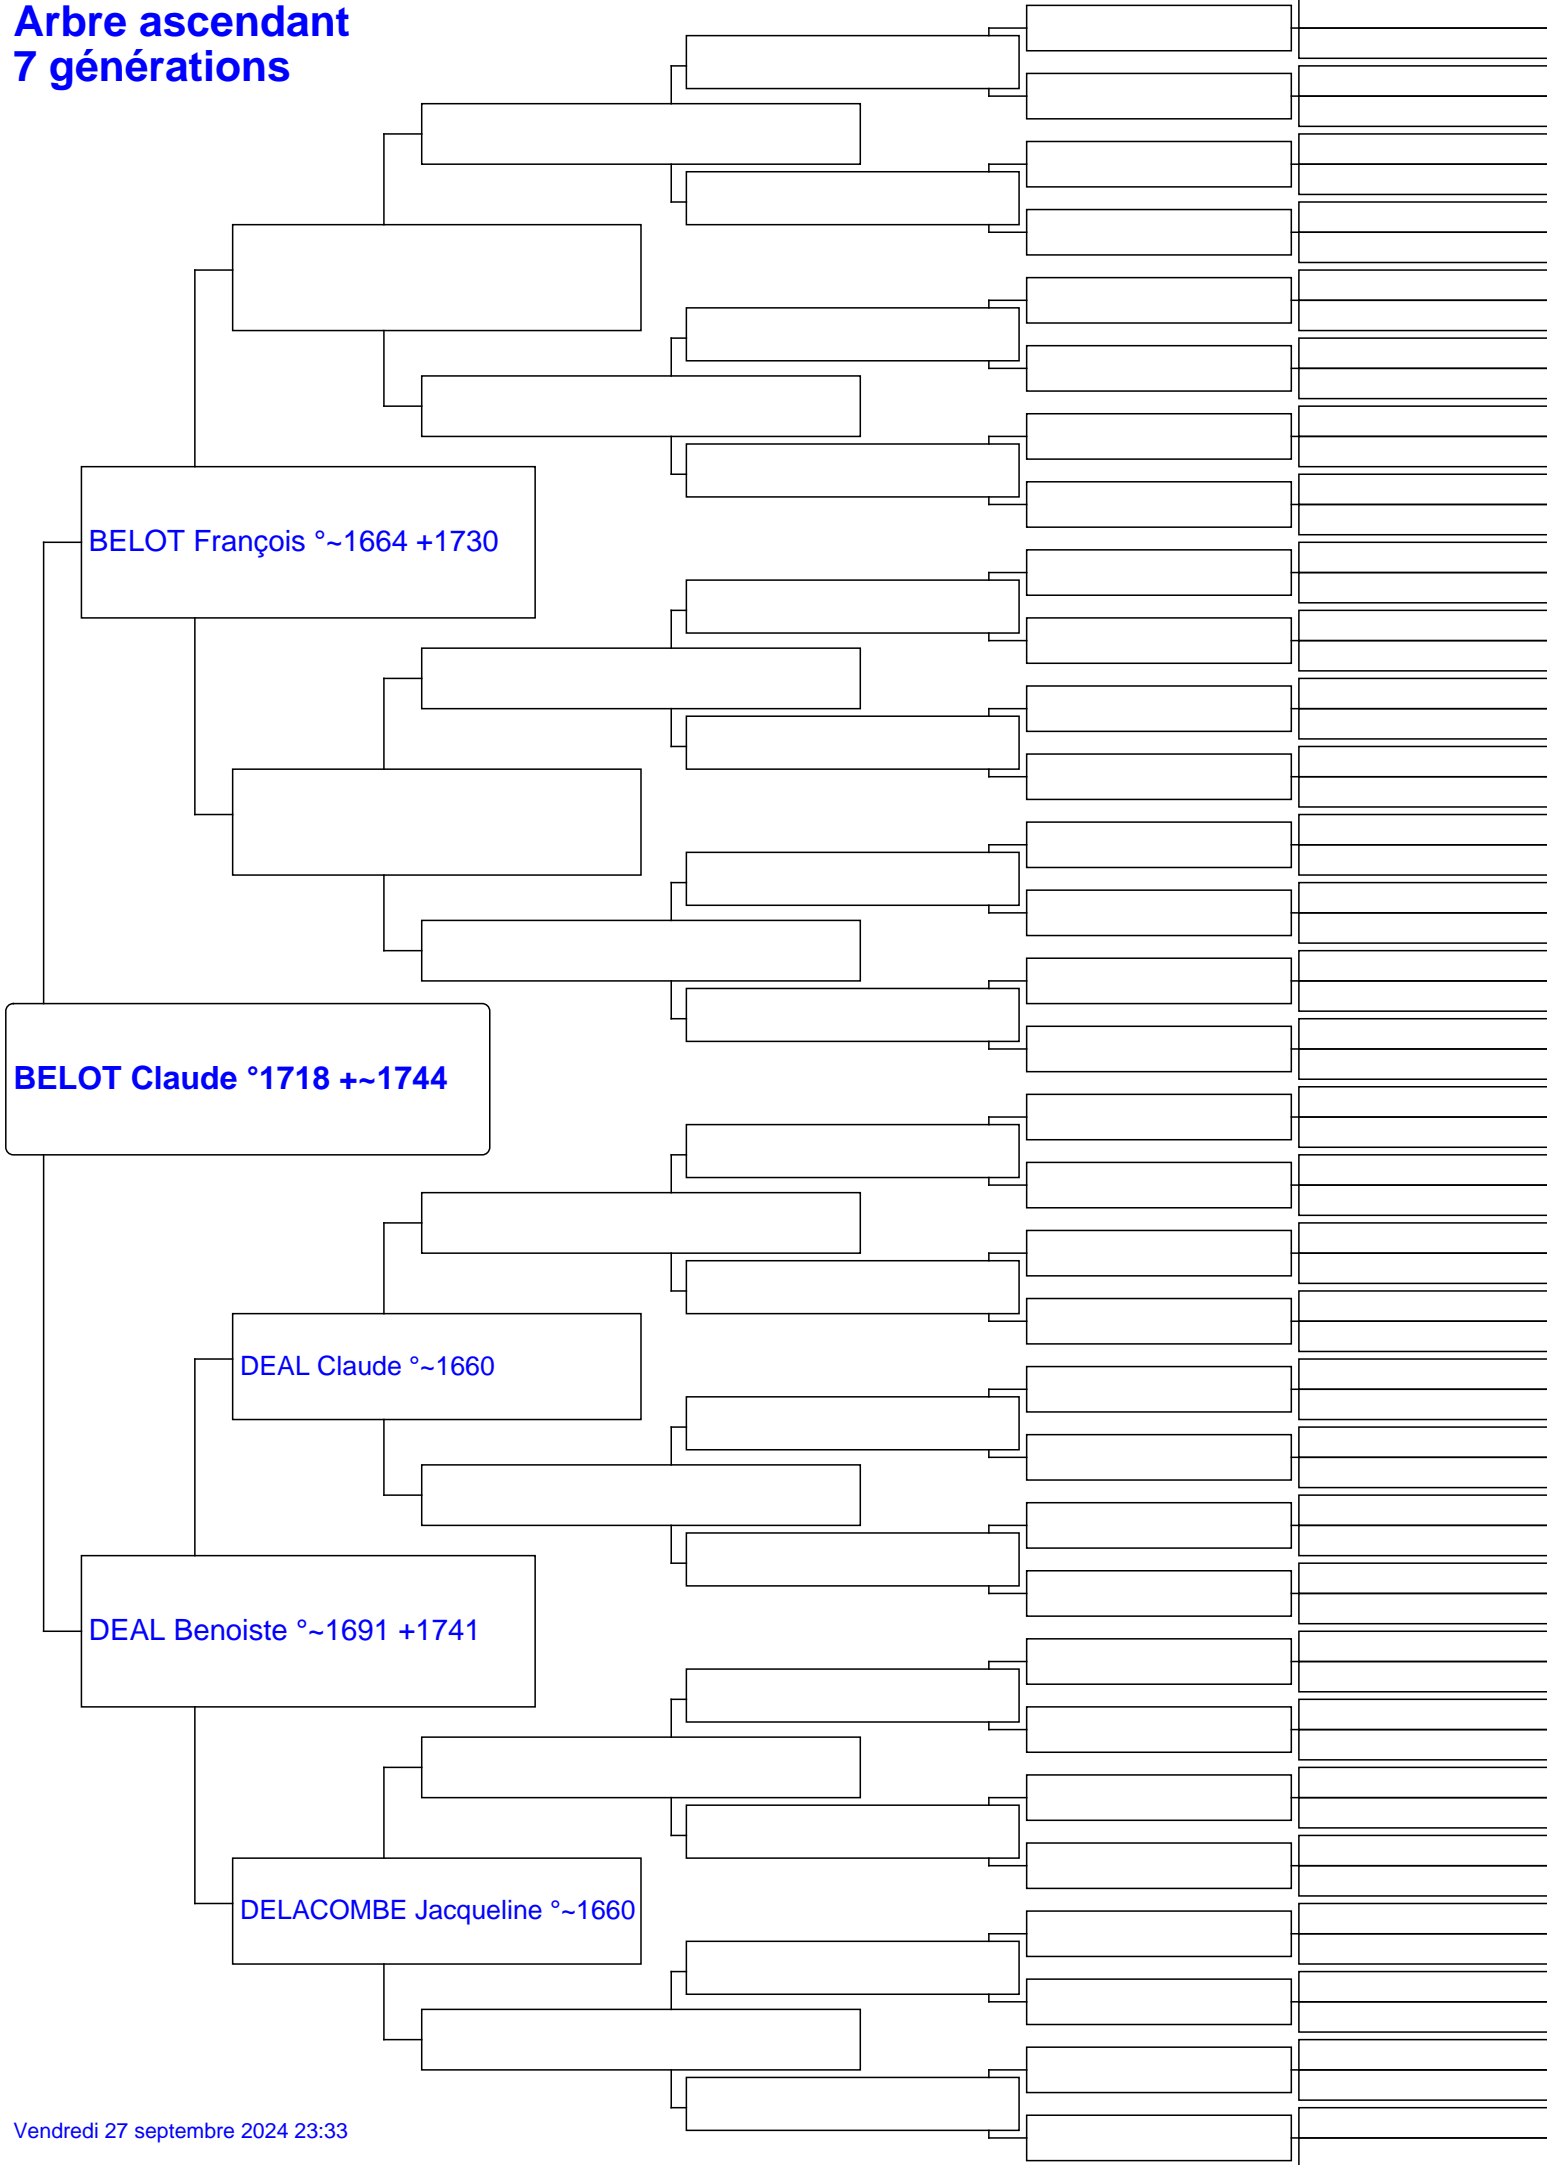 Arbre ascendant
7 générations
BELOT François °~1664 +1730
BELOT Claude °1718 +~1744
DEAL Claude °~1660
DEAL Benoiste °~1691 +1741
DELACOMBE Jacqueline °~1660
Vendredi 27 septembre 2024 23:33